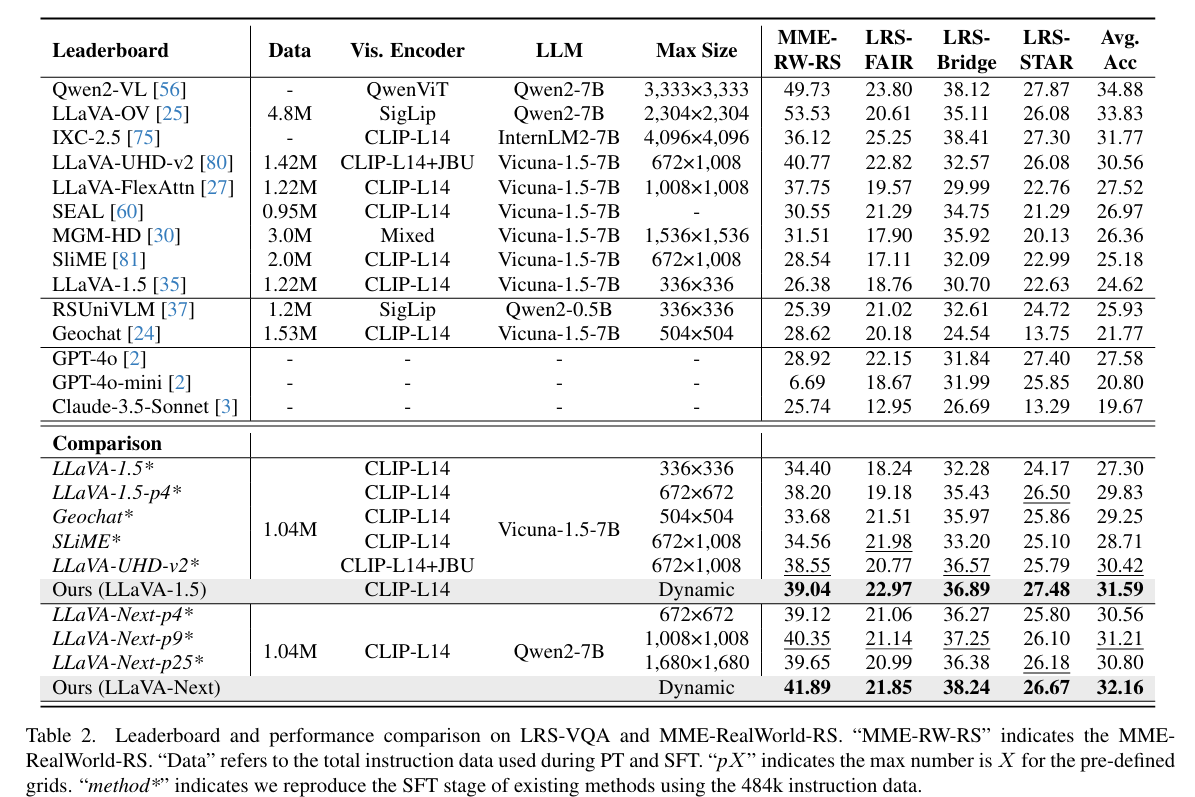 Leaderboard Data Vis. Encoder LLM Max Size MME-RW-RS LRS-FAIR LRS-Bridge LRS-STAR Avg. Acc
Qwen2-VL [56] - QwenViT Qwen2-7B 3,333×3,333 49.73 23.80 38.12 27.87 34.88
LLaVA-OV [25] 4.8M SigLip Qwen2-7B 2,304×2,304 53.53 20.61 35.11 26.08 33.83
IXC-2.5 [75] - CLIP-L14 InternLM2-7B 4,096×4,096 36.12 25.25 38.41 27.30 31.77
LLaVA-UHD-v2 [80] 1.42M CLIP-L14+JBU Vicuna-1.5-7B 672×1,008 40.77 22.82 32.57 26.08 30.56
LLaVA-FlexAttn [27] 1.22M CLIP-L14 Vicuna-1.5-7B 1,008×1,008 37.75 19.57 29.99 22.76 27.52
SEAL [60] 0.95M CLIP-L14 Vicuna-1.5-7B - 30.55 21.29 34.75 21.29 26.97
MGM-HD [30] 3.0M Mixed Vicuna-1.5-7B 1,536×1,536 31.51 17.90 35.92 20.13 26.36
SliME [81] 2.0M CLIP-L14 Vicuna-1.5-7B 672×1,008 28.54 17.11 32.09 22.99 25.18
LLaVA-1.5 [35] 1.22M CLIP-L14 Vicuna-1.5-7B 336×336 26.38 18.76 30.70 22.63 24.62
RSUniVLM [37] 1.2M SigLip Qwen2-0.5B 336×336 25.39 21.02 32.61 24.72 25.93
Geochat [24] 1.53M CLIP-L14 Vicuna-1.5-7B 504×504 28.62 20.18 24.54 13.75 21.77
GPT-4o [2] - - - - 28.92 22.15 31.84 27.40 27.58
GPT-4o-mini [2] - - - - 6.69 18.67 31.99 25.85 20.80
Claude-3.5-Sonnet [3] - - - - 25.74 12.95 26.69 13.29 19.67
Comparison
LLaVA-1.5* CLIP-L14 336×336 34.40 18.24 32.28 24.17 27.30
LLaVA-1.5-p4* CLIP-L14 672×672 38.20 19.18 35.43 26.50 29.83
Geochat* CLIP-L14 504×504 33.68 21.51 35.97 25.86 29.25
1.04M Vicuna-1.5-7B
SLiME* CLIP-L14 672×1,008 34.56 21.98 33.20 25.10 28.71
LLaVA-UHD-v2* CLIP-L14+JBU 672×1,008 38.55 20.77 36.57 25.79 30.42
Ours (LLaVA-1.5) CLIP-L14 Dynamic 39.04 22.97 36.89 27.48 31.59
LLaVA-Next-p4* 672×672 39.12 21.06 36.27 25.80 30.56
LLaVA-Next-p9* 1,008×1,008 40.35 21.14 37.25 26.10 31.21
1.04M CLIP-L14 Qwen2-7B
LLaVA-Next-p25* 1,680×1,680 39.65 20.99 36.38 26.18 30.80
Ours (LLaVA-Next) Dynamic 41.89 21.85 38.24 26.67 32.16
Table 2. Leaderboard and performance comparison on LRS-VQA and MME-RealWorld-RS. “MME-RW-RS” indicates the MME-
RealWorld-RS. “Data” refers to the total instruction data used during PT and SFT. “pX” indicates the max number is X for the pre-defined
grids. “method*” indicates we reproduce the SFT stage of existing methods using the 484k instruction data.